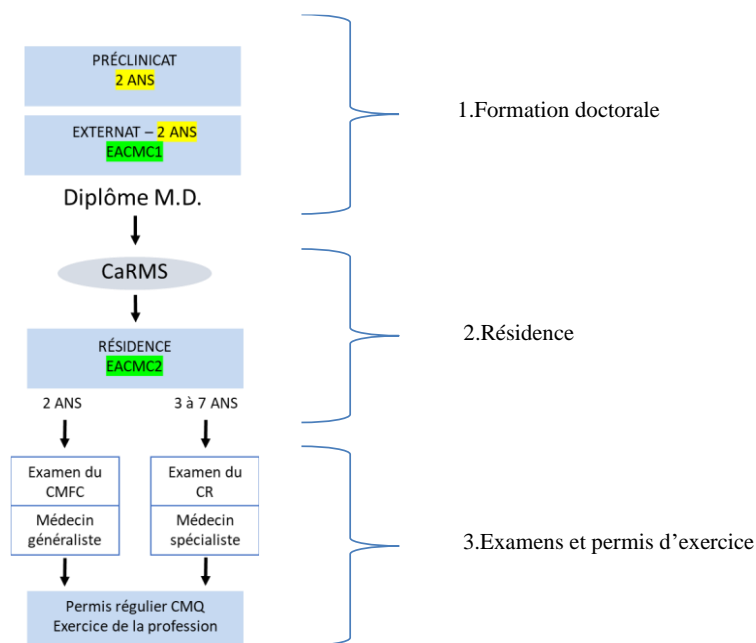 PRÉCLINICAT
2 ANS
EXTERNAT – 2 ANS
EACMC1
Diplôme M.D.
1.Formation doctorale
CaRMS
RÉSIDENCE
EACMC2
2 ANS
3 à 7 ANS
2.Résidence
Examen du
CMFC
Médecin
généraliste
Examen du
CR
Médecin
spécialiste
Permis régulier CMQ
Exercice de la profession
3.Examens et permis d’exercice